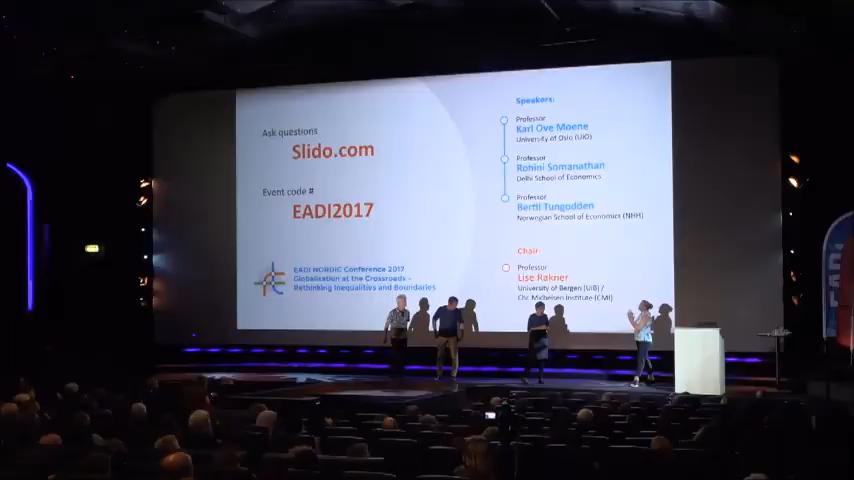 Ask questions
Slido.com
Event code #
EADI2017
EADI NORDIC Conference 2017
Globalisation at the Crossroads –
Rethinking Inequalities and Boundaries
Speakers:
Professor
Karl Ove Moene
University of Oslo (UiO)
Professor
Rohini Somanathan
Delhi School of Economics
Professor
Bertil Tungodden
Norwegian School of Economics (NHH)
Chair:
Professor
Lise Rakner
University of Bergen (UiB) /
Chr. Michelsen Institute (CMI)
EADI